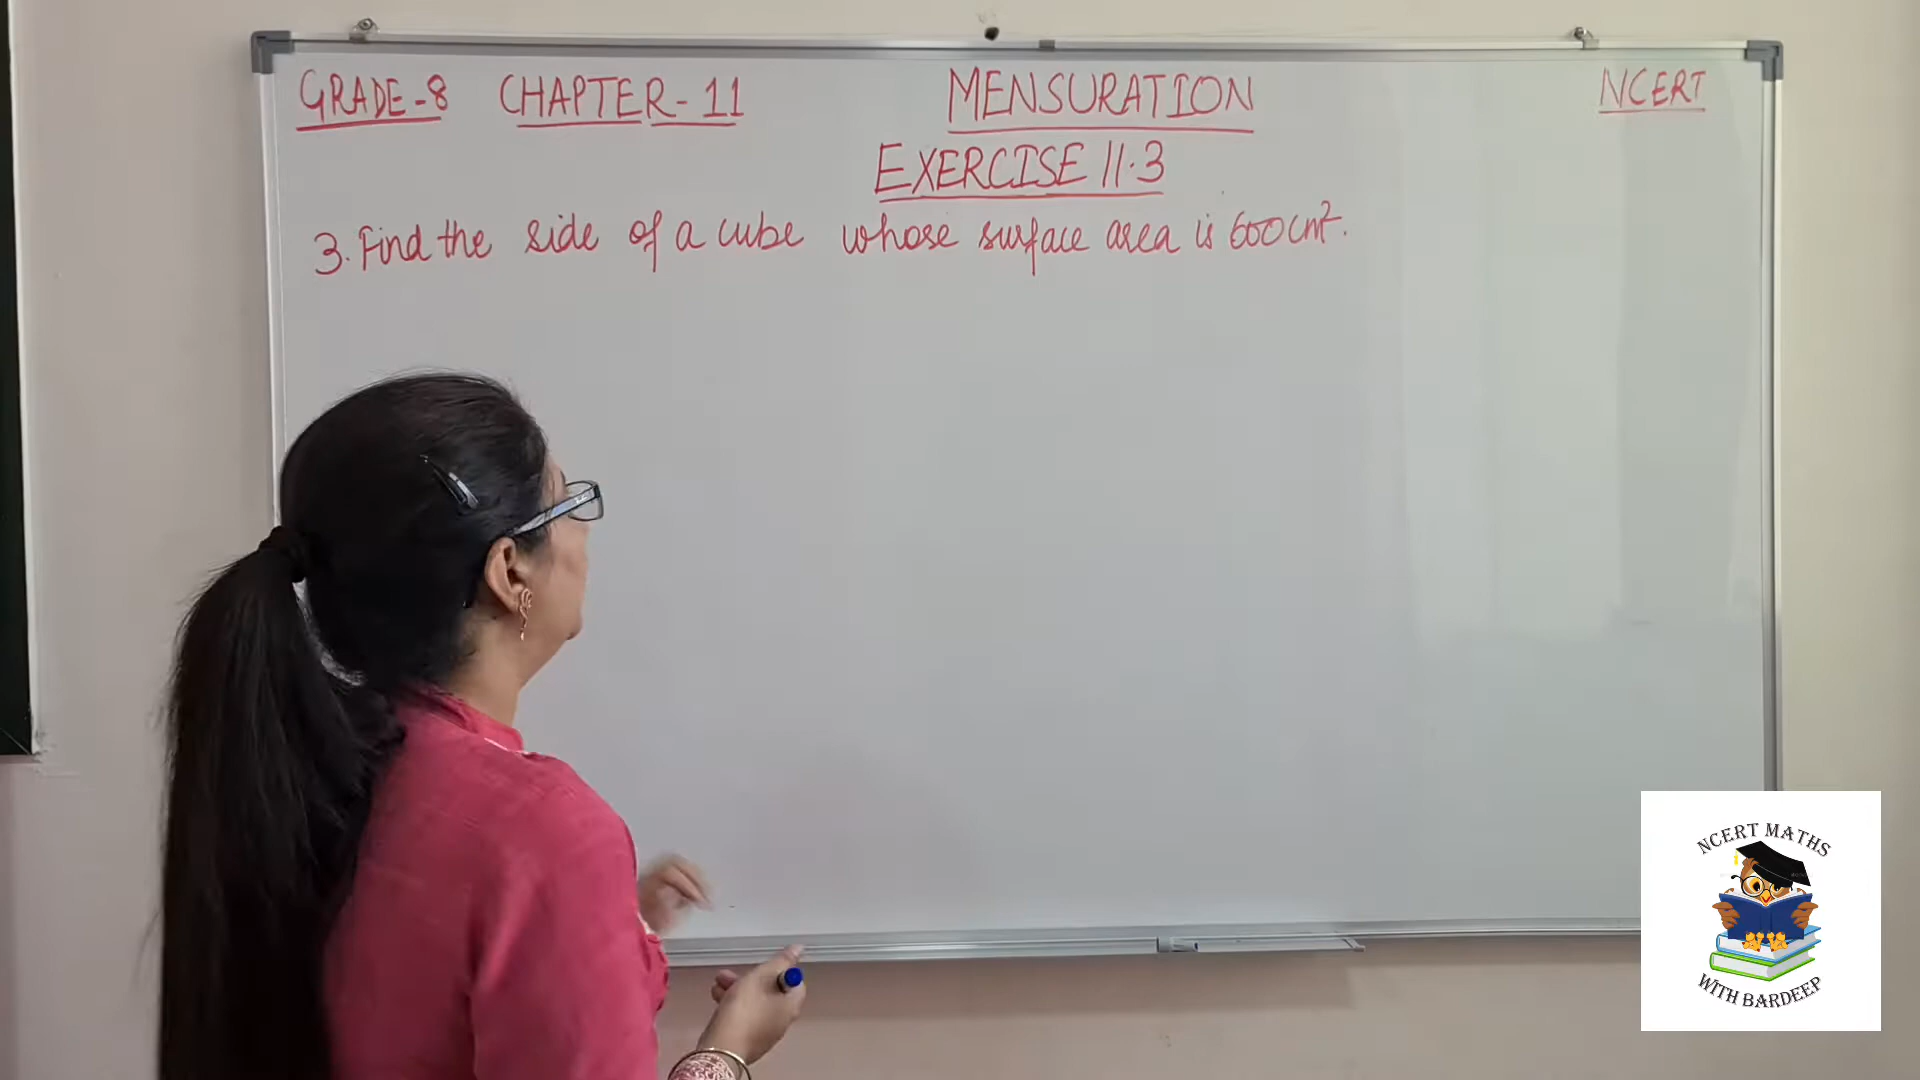 GRADE-8 CHAPTER-11 MENSURATION NCERT
EXERCISE 11.3
3. Find the side of a cube whose surface area is 600cm².
NCERT MATHS
WITH BARDEEP